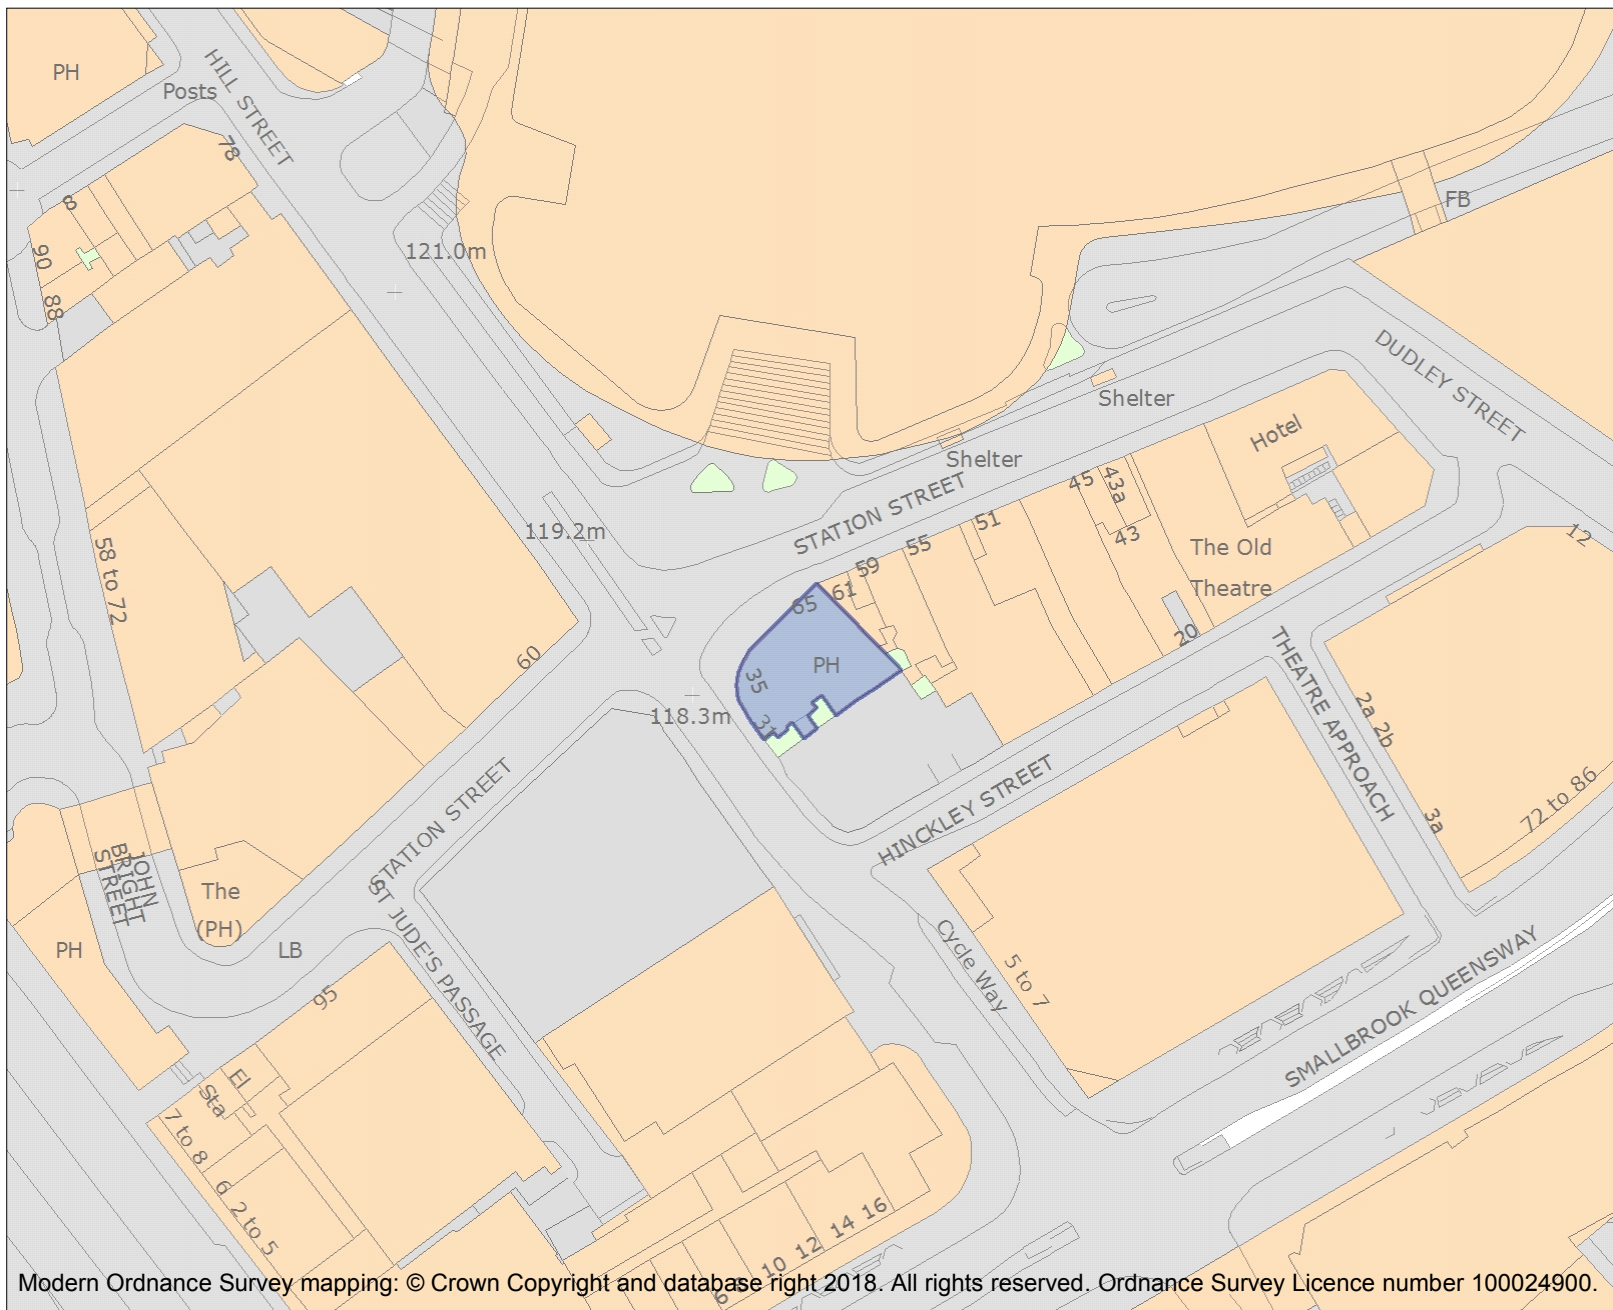 PH
HILL STREET
Posts
78
8
90
88
121.0m
FB
DUDLEY STREET
Shelter
Shelter
Hotel
STATION STREET
45
43a
43
51
55
59
61
65
119.2m
58 to 72
The Old
Theatre
12
20
60
PH
35
31
118.3m
THEATRE APPROACH
2a 2b
3a
72 to 86
HINCKLEY STREET
STATION STREET
JOHN
BRIGHT
STREET
The
(PH)
PH
LB
ST JUDE'S PASSAGE
95
Cycle Way
5 to 7
SMALLBROOK QUEENSWAY
El
Sta
7 to 8
6
2 to 5
6
8
10
12
14
16
Modern Ordnance Survey mapping: © Crown Copyright and database right 2018. All rights reserved. Ordnance Survey Licence number 100024900.